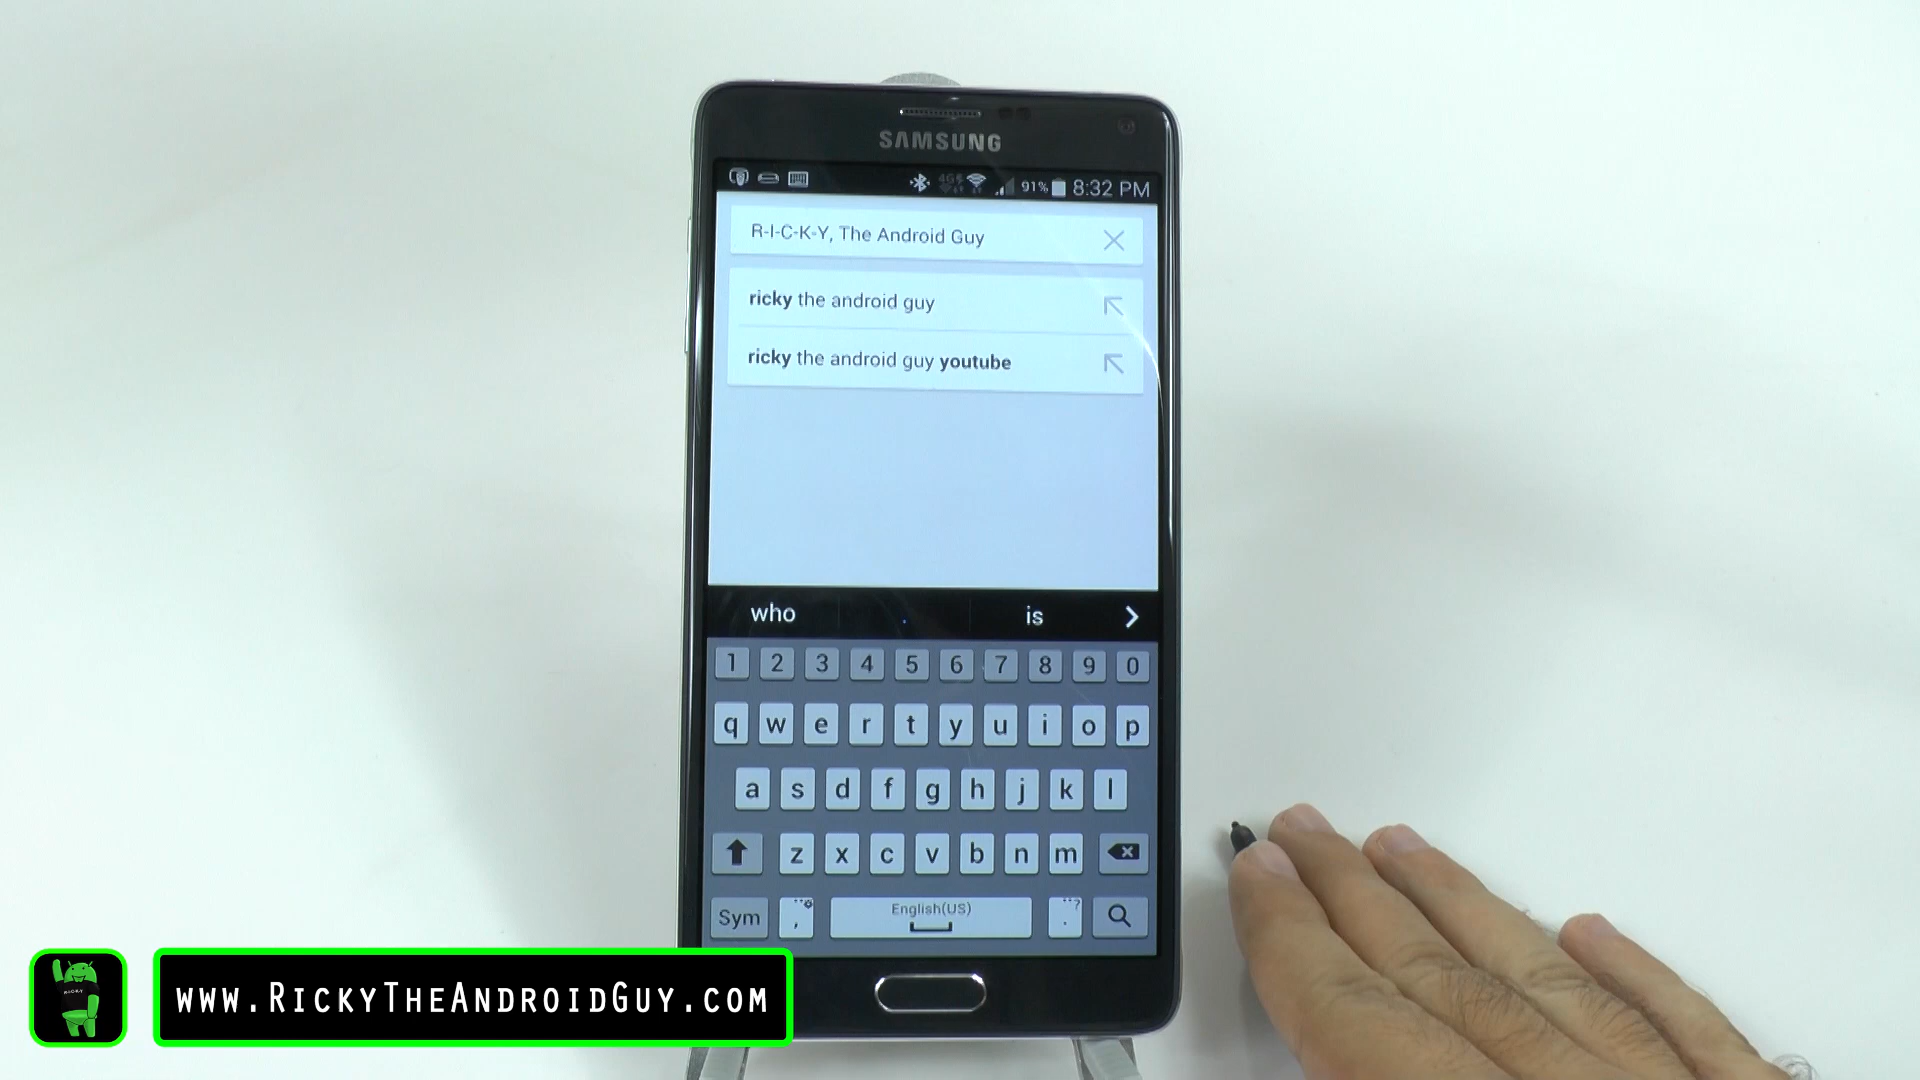 SAMSUNG
91% 8:32 PM
R-I-C-K-Y, The Android Guy
ricky the android guy
ricky the android guy youtube
who . is
1 2 3 4 5 6 7 8 9 0
q w e r t y u i o p
a s d f g h j k l
z x c v b n m
Sym , English(US) .
RICKY
www.RickyTheAndroidGuy.com